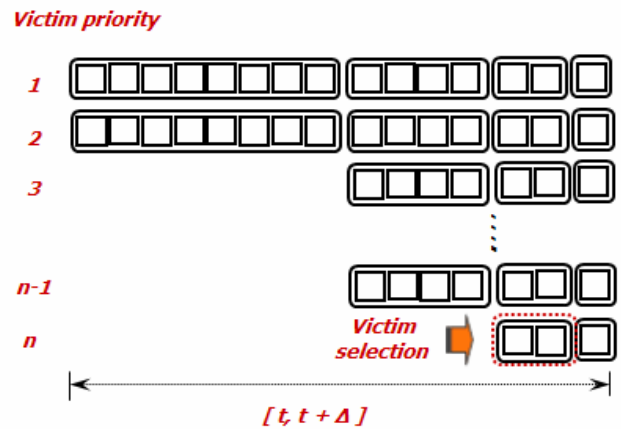 Victim priority
1
2
3
n-1
n
Victim
selection
[ t, t + Δ ]